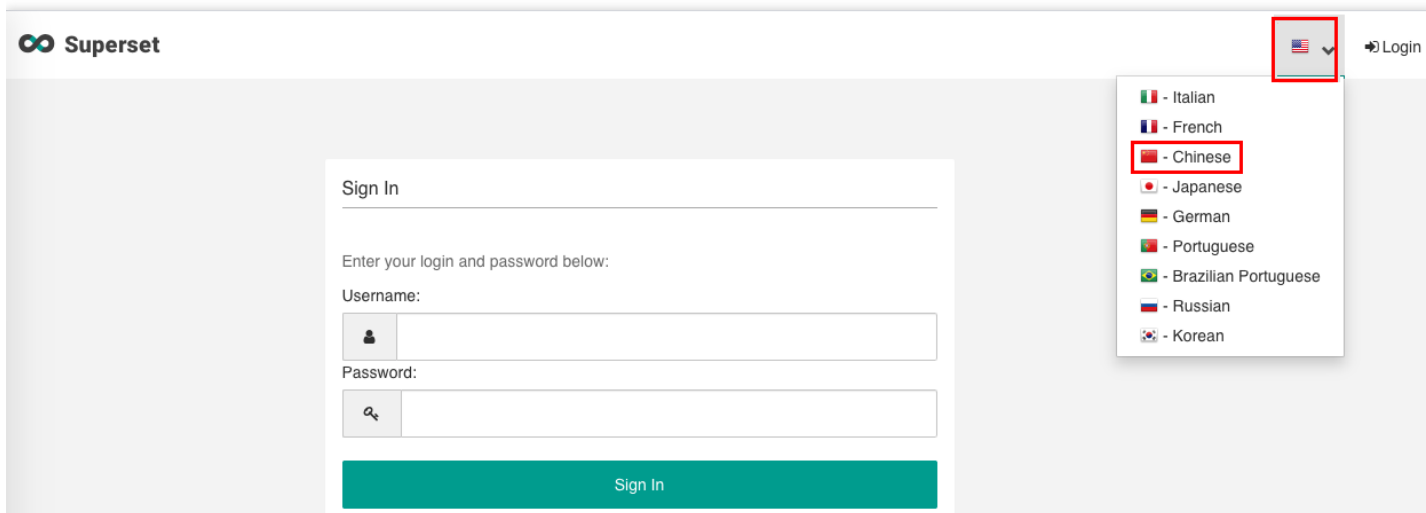 Superset
Login
- Italian
- French
- Chinese
- Japanese
- German
- Portuguese
- Brazilian Portuguese
- Russian
- Korean
Sign In
Enter your login and password below:
Username:
Password:
Sign In